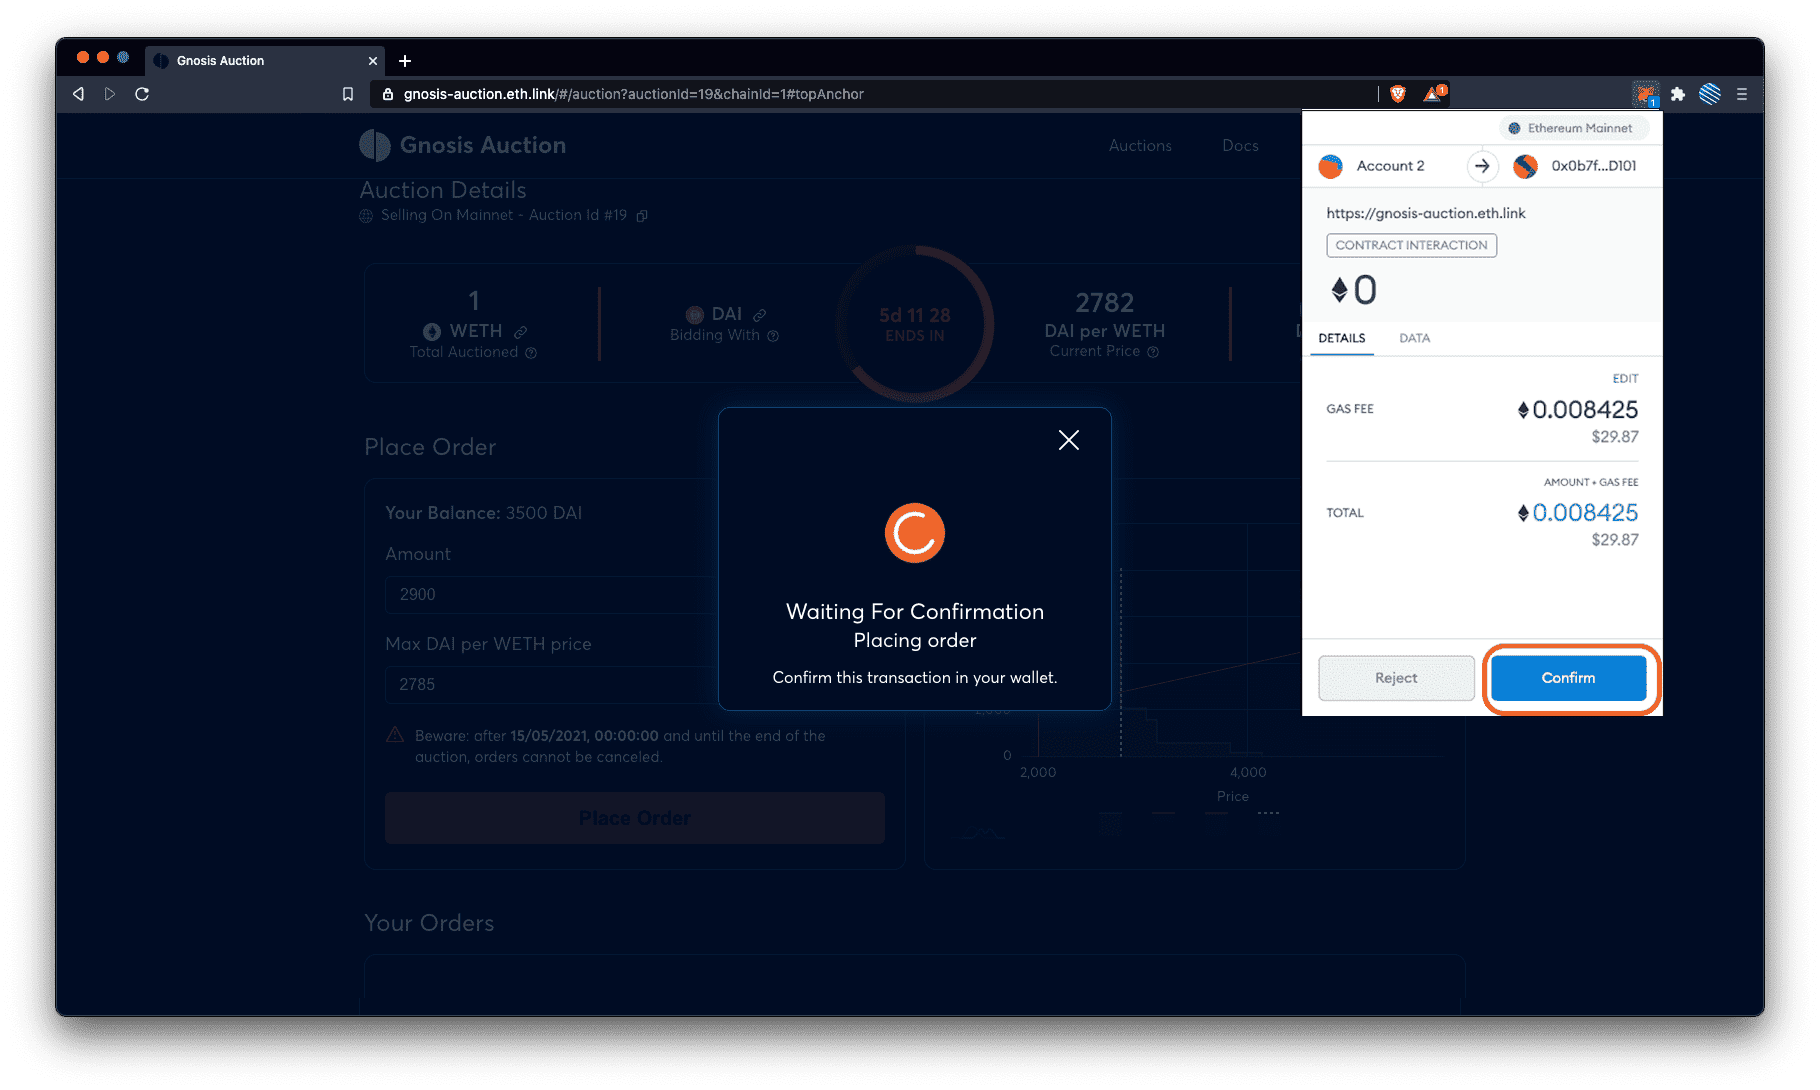 Gnosis Auction
gnosis-auction.eth.link/#/auction?auctionId=19&chainId=1#topAnchor
1
1
Gnosis Auction
Auctions
Docs
Auction Details
Selling On Mainnet - Auction Id #19
1
WETH
Total Auctioned
DAI
Bidding With
5d 11 28
ENDS IN
2782
DAI per WETH
Current Price
Place Order
Your Balance: 3500 DAI
Amount
2900
Max DAI per WETH price
2785
Beware: after 15/05/2021, 00:00:00 and until the end of the
auction, orders cannot be canceled.
Place Order
Waiting For Confirmation
Placing order
Confirm this transaction in your wallet.
0
2,000
4,000
Price
Your Orders
Ethereum Mainnet
Account 2
0x0b7f...D101
https://gnosis-auction.eth.link
CONTRACT INTERACTION
0
DETAILS
DATA
EDIT
GAS FEE
0.008425
$29.87
AMOUNT + GAS FEE
TOTAL
0.008425
$29.87
Reject
Confirm